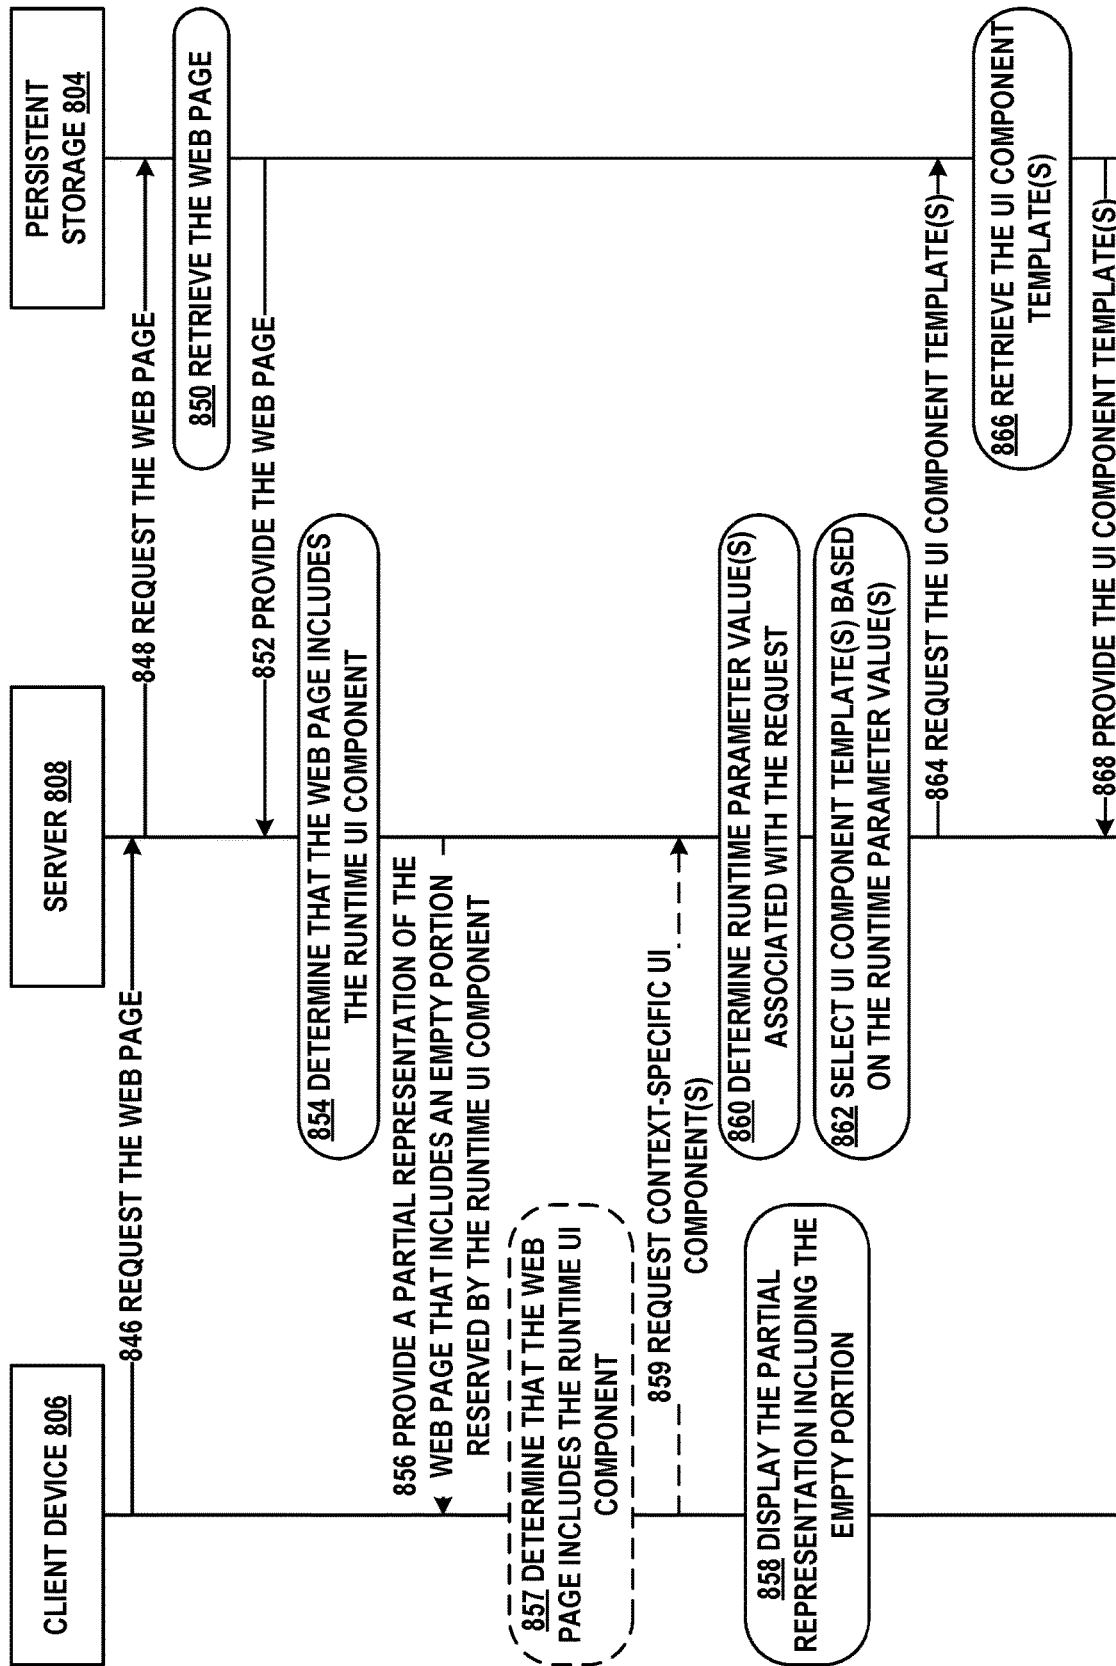 CLIENT DEVICE 806
SERVER 808
PERSISTENT
STORAGE 804
846 REQUEST THE WEB PAGE
848 REQUEST THE WEB PAGE
850 RETRIEVE THE WEB PAGE
852 PROVIDE THE WEB PAGE
854 DETERMINE THAT THE WEB PAGE INCLUDES
THE RUNTIME UI COMPONENT
856 PROVIDE A PARTIAL REPRESENTATION OF THE
WEB PAGE THAT INCLUDES AN EMPTY PORTION
RESERVED BY THE RUNTIME UI COMPONENT
857 DETERMINE THAT THE WEB
PAGE INCLUDES THE RUNTIME UI
COMPONENT
859 REQUEST CONTEXT-SPECIFIC UI
COMPONENT(S)
858 DISPLAY THE PARTIAL
REPRESENTATION INCLUDING THE
EMPTY PORTION
860 DETERMINE RUNTIME PARAMETER VALUE(S)
ASSOCIATED WITH THE REQUEST
862 SELECT UI COMPONENT TEMPLATE(S) BASED
ON THE RUNTIME PARAMETER VALUE(S)
864 REQUEST THE UI COMPONENT TEMPLATE(S)
866 RETRIEVE THE UI COMPONENT
TEMPLATE(S)
868 PROVIDE THE UI COMPONENT TEMPLATE(S)